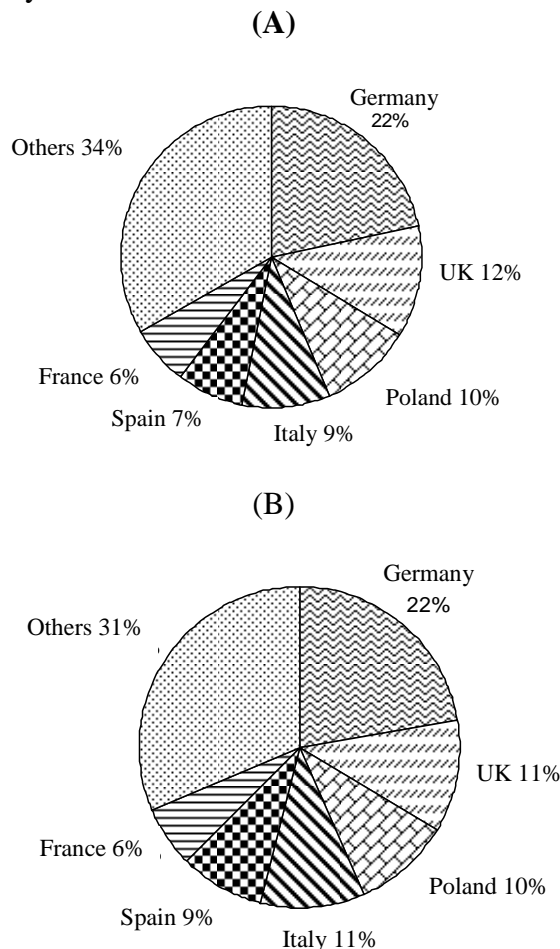 (A)
Germany
22%
Others 34%
UK 12%
France 6%
Poland 10%
Spain 7%
Italy 9%
(B)
Germany
22%
Others 31%
UK 11%
France 6%
Poland 10%
Spain 9%
Italy 11%